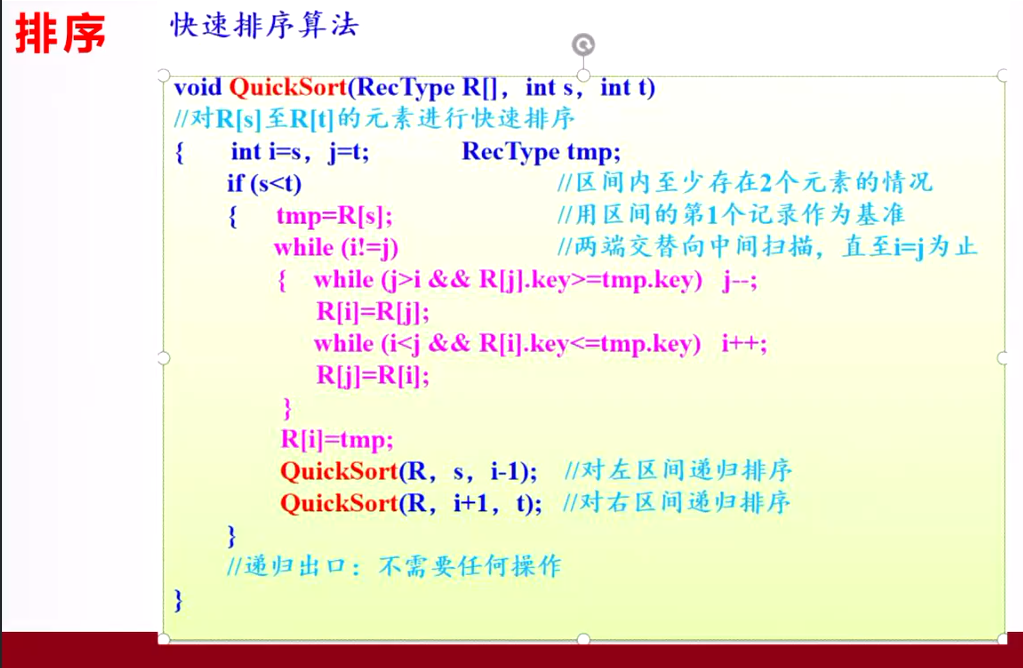 排序
快速排序算法
void QuickSort(RecType R[]，int s，int t)
//对R[s]至R[t]的元素进行快速排序
{ int i=s，j=t; RecType tmp;
if (s<t) //区间内至少存在2个元素的情况
{ tmp=R[s]; //用区间的第1个记录作为基准
while (i!=j) //两端交替向中间扫描，直至i=j为止
{ while (j>i && R[j].key>=tmp.key) j--;
R[i]=R[j];
while (i<j && R[i].key<=tmp.key) i++;
R[j]=R[i];
}
R[i]=tmp;
QuickSort(R，s，i-1); //对左区间递归排序
QuickSort(R，i+1，t); //对右区间递归排序
}
//递归出口：不需要任何操作
}